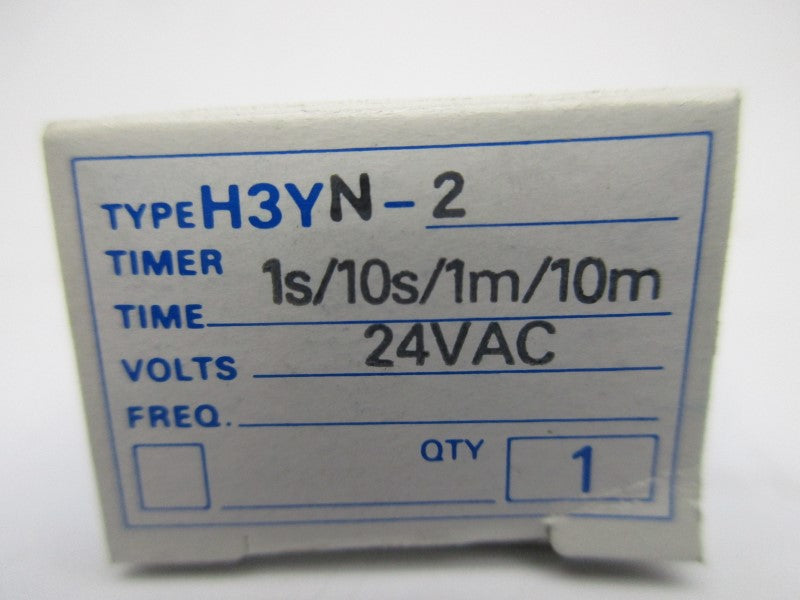 TYPE H3YN-2
TIMER
TIME 1s/10s/1m/10m
VOLTS 24VAC
FREQ.
QTY 1